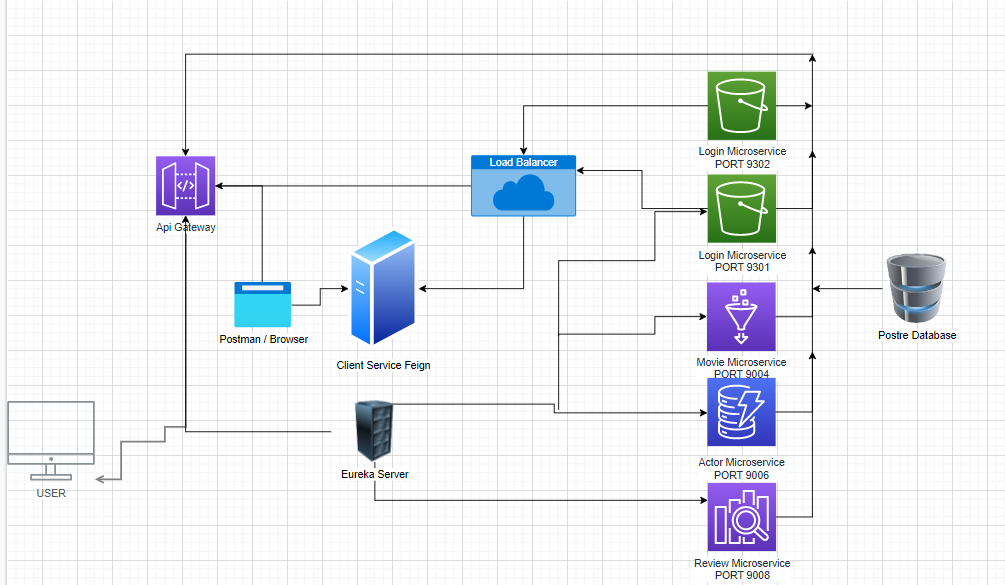 Load Balancer
Login Microservice
PORT 9302
Api Gateway
Login Microservice
PORT 9301
Postman / Browser
Postre Database
Client Service Feign
Movie Microservice
PORT 9004
Actor Microservice
PORT 9006
Eureka Server
USER
Review Microservice
PORT 9008